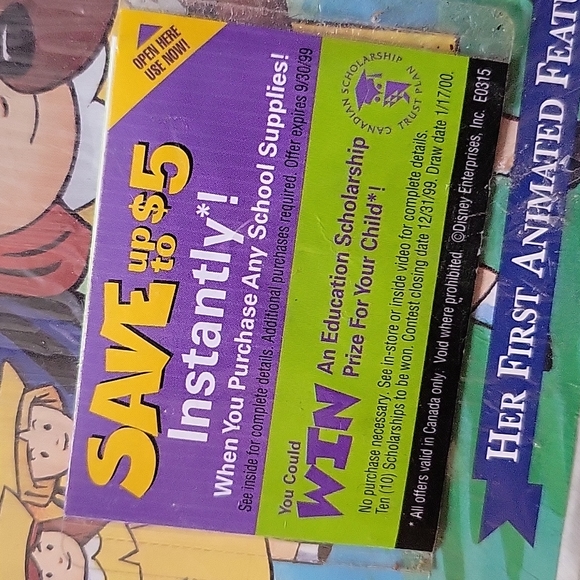 OPEN HERE
USE NOW!
SAVE up to $5
Instantly*!
When You Purchase Any School Supplies!
See inside for complete details. Additional purchases required. Offer expires 9/30/99
You Could
WIN An Education Scholarship
Prize For Your Child*!
CANADIAN SCHOLARSHIP TRUST PLAN
No purchase necessary. See in-store or inside video for complete details.
Ten (10) Scholarships to be won. Contest closing date 12/31/99. Draw date 1/17/00.
* All offers valid in Canada only. Void where prohibited. ©Disney Enterprises, Inc. E0315
HER FIRST ANIMATED FEAT